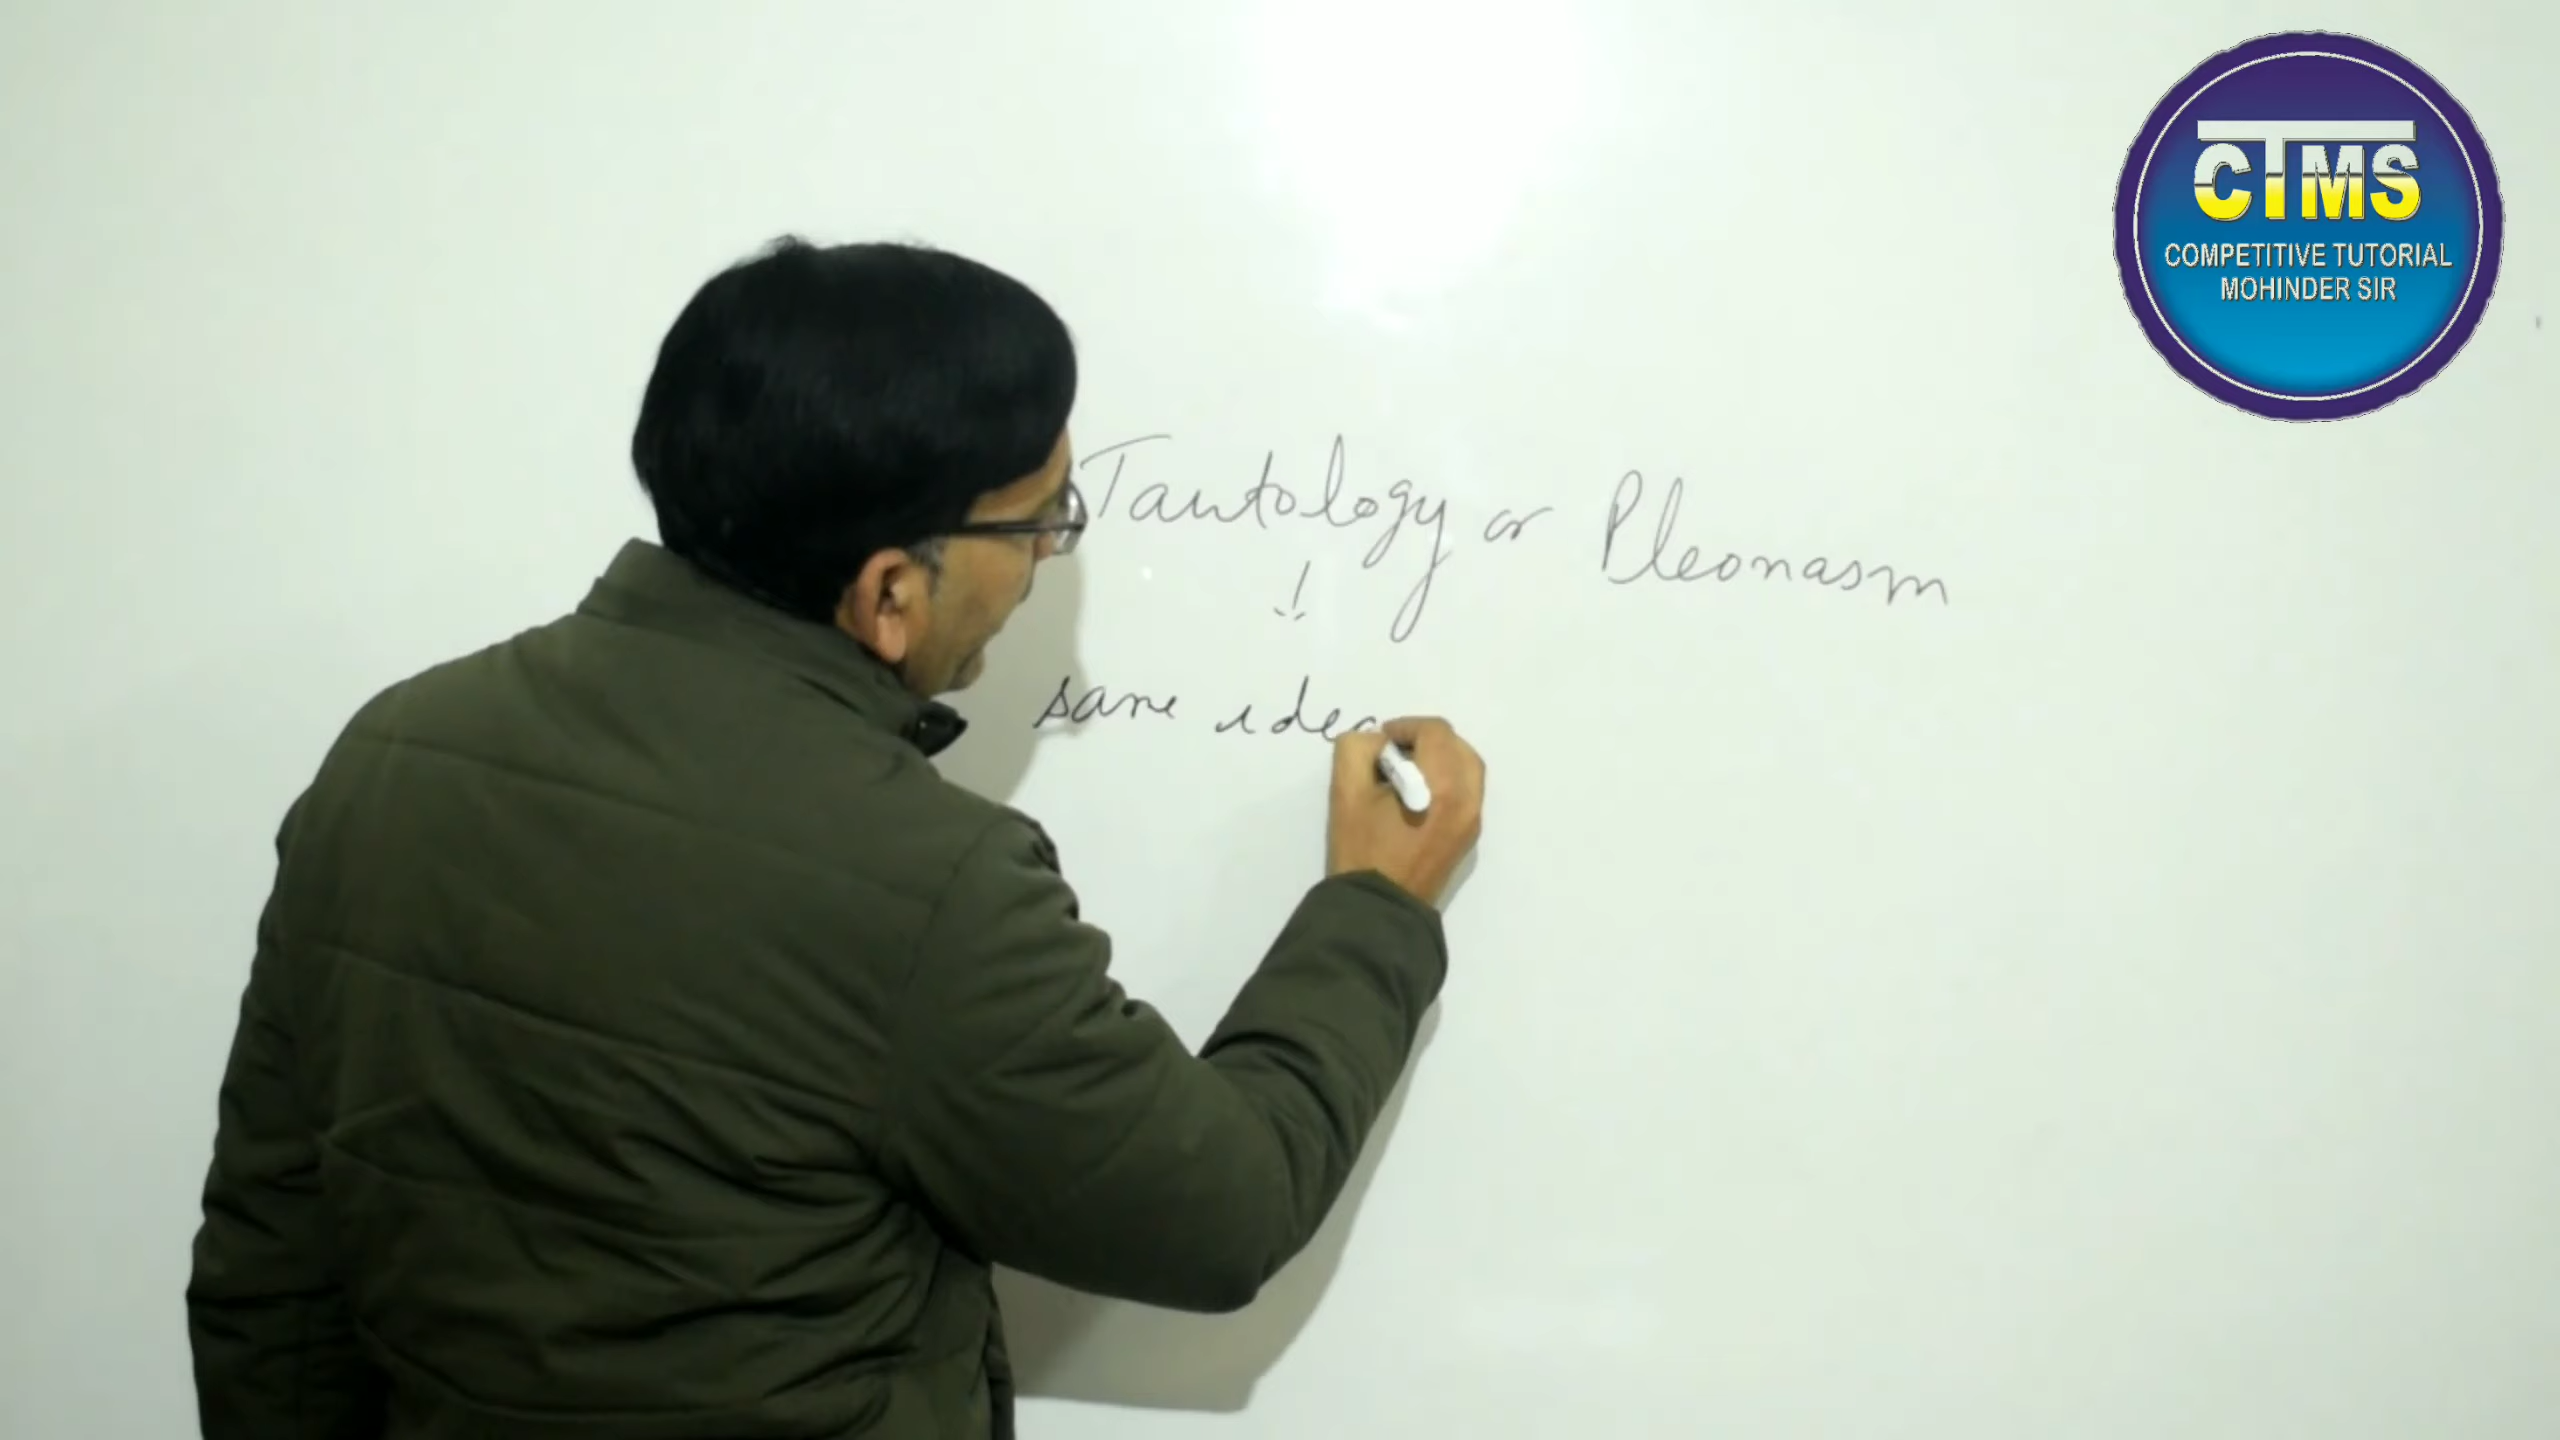 CTMS
COMPETITIVE TUTORIAL
MOHINDER SIR
Tautology or Pleonasm
same idea